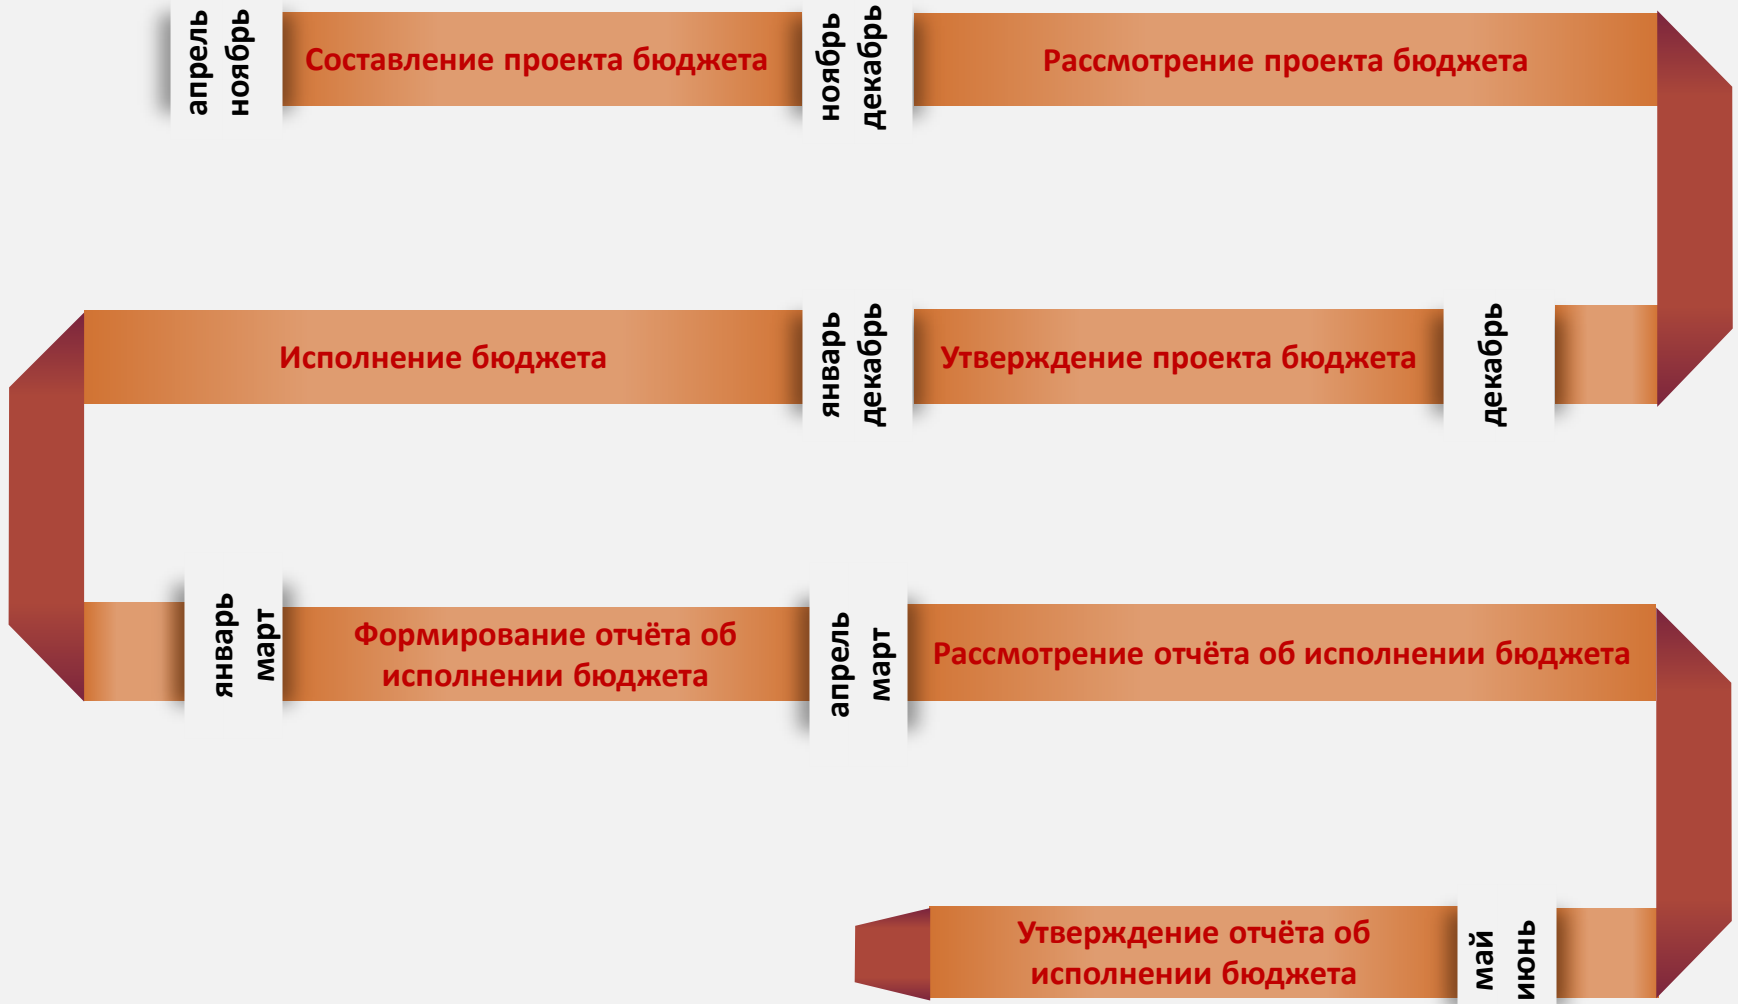 апрель
ноябрь
Составление проекта бюджета
ноябрь
декабрь
Рассмотрение проекта бюджета
декабрь
Утверждение проекта бюджета
январь
декабрь
Исполнение бюджета
январь
март
Формирование отчёта об
исполнении бюджета
апрель
март
Рассмотрение отчёта об исполнении бюджета
май
июнь
Утверждение отчёта об
исполнении бюджета